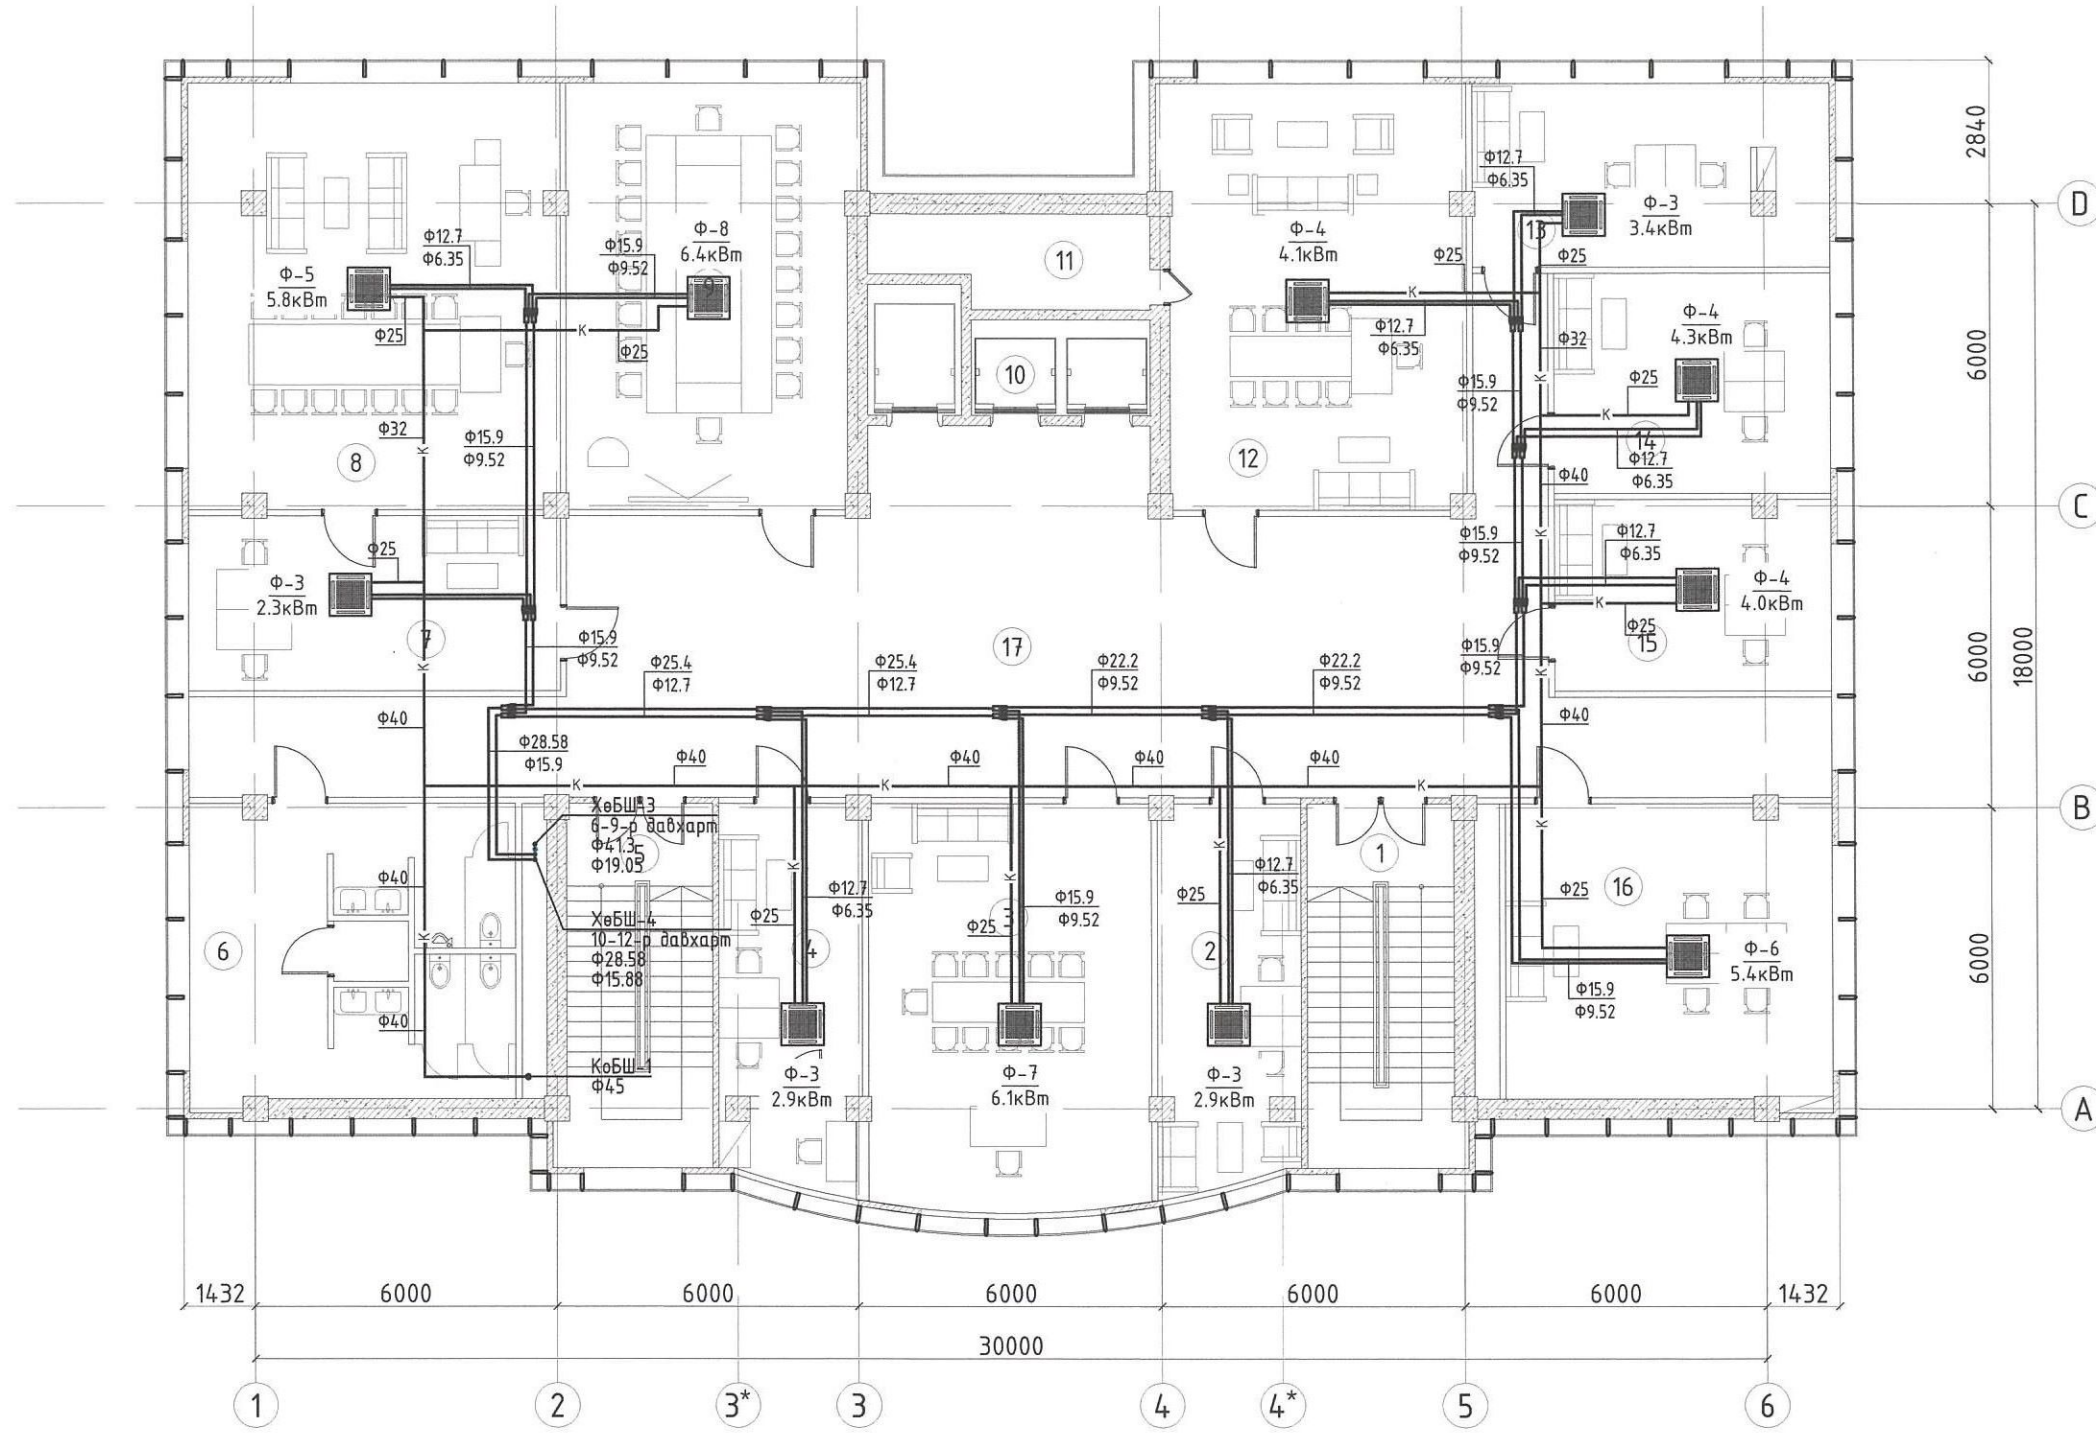 2840
D
Ф12.7
Ф6.35
Ф-3
3.4кВт
13
Ф-8
6.4кВт
Ф-4
4.1кВт
Ф12.7
Ф6.35
Ф15.9
Ф9.52
11
Ф25
Ф25
Ф-5
5.8кВт
9
К
Ф-4
4.3кВт
6000
Ф25
К
Ф25
Ф12.7
Ф6.35
Ф32
10
К
Ф25
Ф15.9
Ф9.52
К
Ф32
К
Ф15.9
Ф9.52
8
12
14
Ф12.7
Ф6.35
Ф40
C
Ф25
Ф15.9
Ф9.52
К
Ф12.7
Ф6.35
Ф-3
2.3кВт
Ф-4
4.0кВт
К
7
К
Ф15.9
Ф9.52
17
Ф15.9
Ф9.52
К
Ф25
15
6000
18000
Ф25.4
Ф12.7
Ф25.4
Ф12.7
Ф22.2
Ф9.52
Ф22.2
Ф9.52
Ф40
Ф40
Ф28.58
Ф15.9
Ф40
К
Ф40
К
Ф40
Ф40
К
B
ХөБШ-3
6-9-р давхарт
Ф41.3
Ф19.05
5
К
К
К
К
1
Ф40
Ф12.7
Ф6.35
Ф25
Ф15.9
Ф9.52
3
Ф25
Ф25
Ф12.7
Ф6.35
Ф25
16
ХөБШ-4
10-12-р давхарт
Ф28.58
Ф15.88
К
6
4
2
Ф-6
5.4кВт
6000
Ф15.9
Ф9.52
Ф40
КөБШ-1
Ф45
Ф-3
2.9кВт
Ф-7
6.1кВт
Ф-3
2.9кВт
A
1432
6000
6000
6000
6000
6000
1432
30000
1
2
3*
3
4
4*
5
6